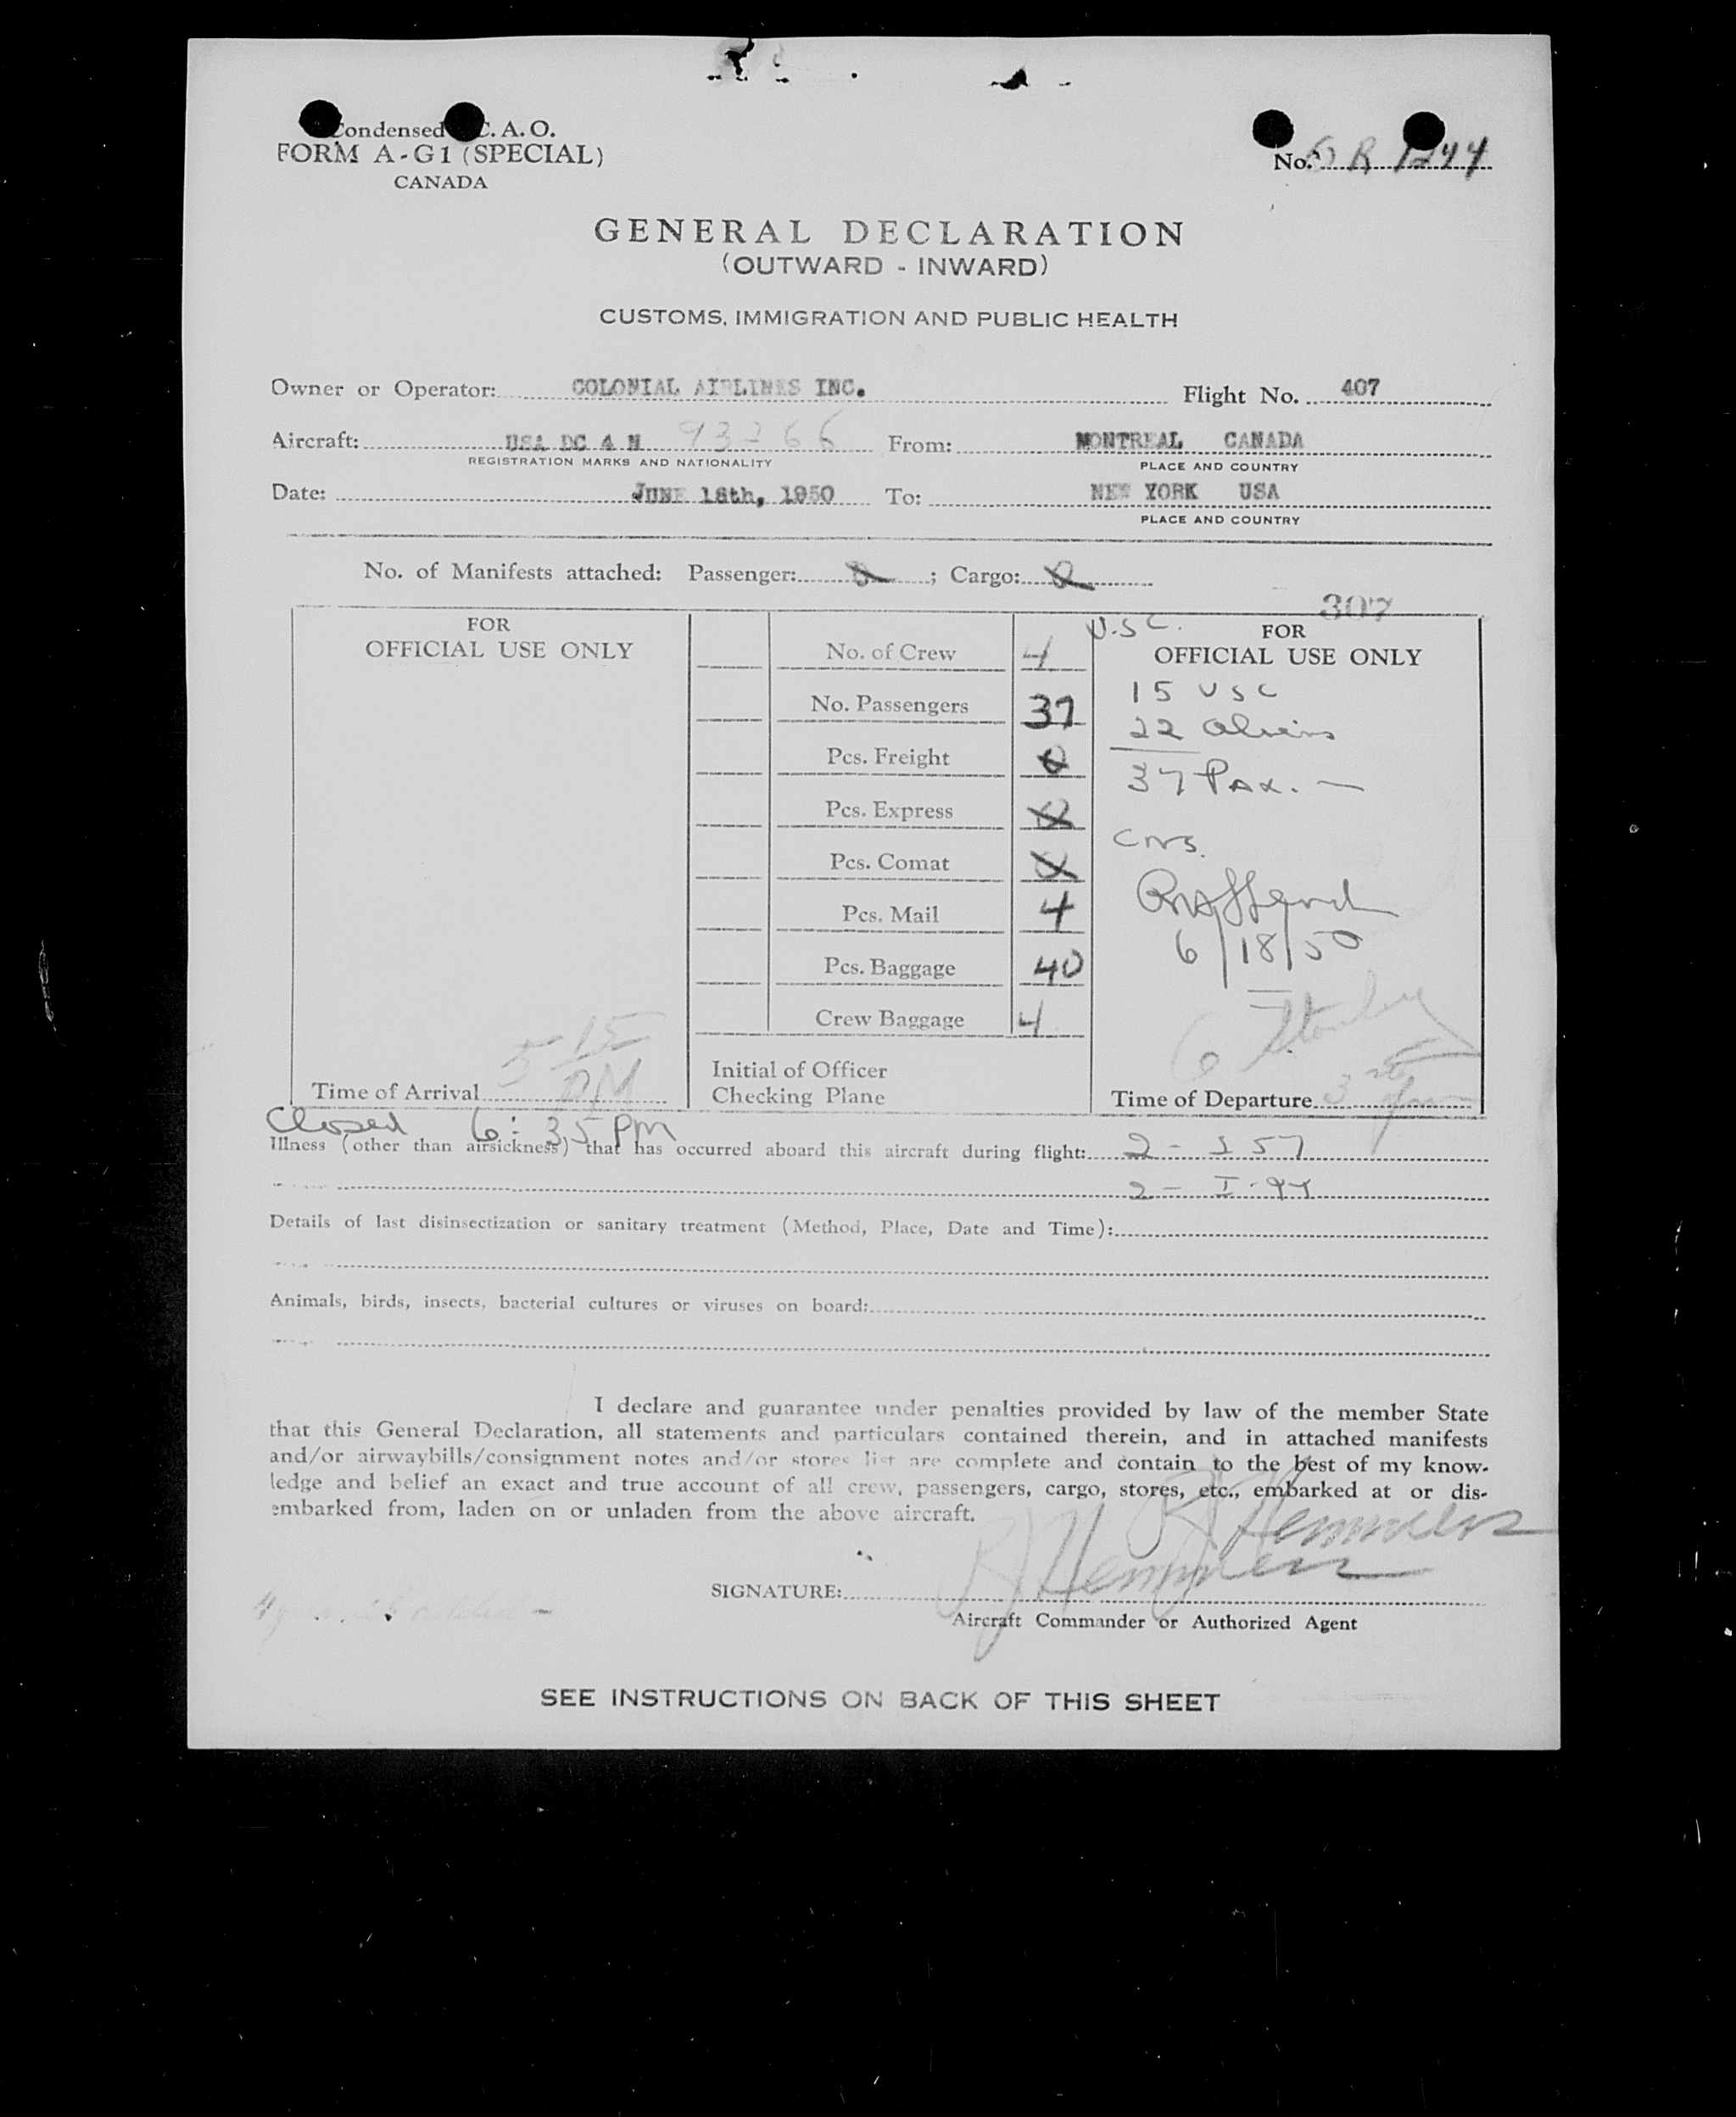 Condensed C. A. O.
FORM A-G1 (SPECIAL)
CANADA
No. R 1244
GENERAL DECLARATION
(OUTWARD - INWARD)
CUSTOMS, IMMIGRATION AND PUBLIC HEALTH
Owner or Operator: COLONIAL AIRLINES INC. Flight No. 407
Aircraft: USA DC 4 N 93266 From: MONTREAL CANADA
REGISTRATION MARKS AND NATIONALITY PLACE AND COUNTRY
Date: JUNE 18th, 1950 To: NEW YORK USA
PLACE AND COUNTRY
No. of Manifests attached: Passenger: 0 ; Cargo: 0
307
FOR
OFFICIAL USE ONLY
Time of Arrival 5 15 PM
No. of Crew 4
No. Passengers 37
Pcs. Freight 0
Pcs. Express 0
Pcs. Comat 0
Pcs. Mail 4
Pcs. Baggage 40
Crew Baggage 4
Initial of Officer
Checking Plane
U.S.C. FOR
OFFICIAL USE ONLY
15 USC
22 aliens
37 Pax. —
6/18/50
Time of Departure 3
Closed 6:35 pm
Illness (other than airsickness) that has occurred aboard this aircraft during flight: 2 - I 57
2 - I-94
Details of last disinsectization or sanitary treatment (Method, Place, Date and Time):
Animals, birds, insects, bacterial cultures or viruses on board:
I declare and guarantee under penalties provided by law of the member State
that this General Declaration, all statements and particulars contained therein, and in attached manifests
and/or airwaybills/consignment notes and/or stores list are complete and contain to the best of my know-
ledge and belief an exact and true account of all crew, passengers, cargo, stores, etc., embarked at or dis-
embarked from, laden on or unladen from the above aircraft.
SIGNATURE:
Aircraft Commander or Authorized Agent
SEE INSTRUCTIONS ON BACK OF THIS SHEET